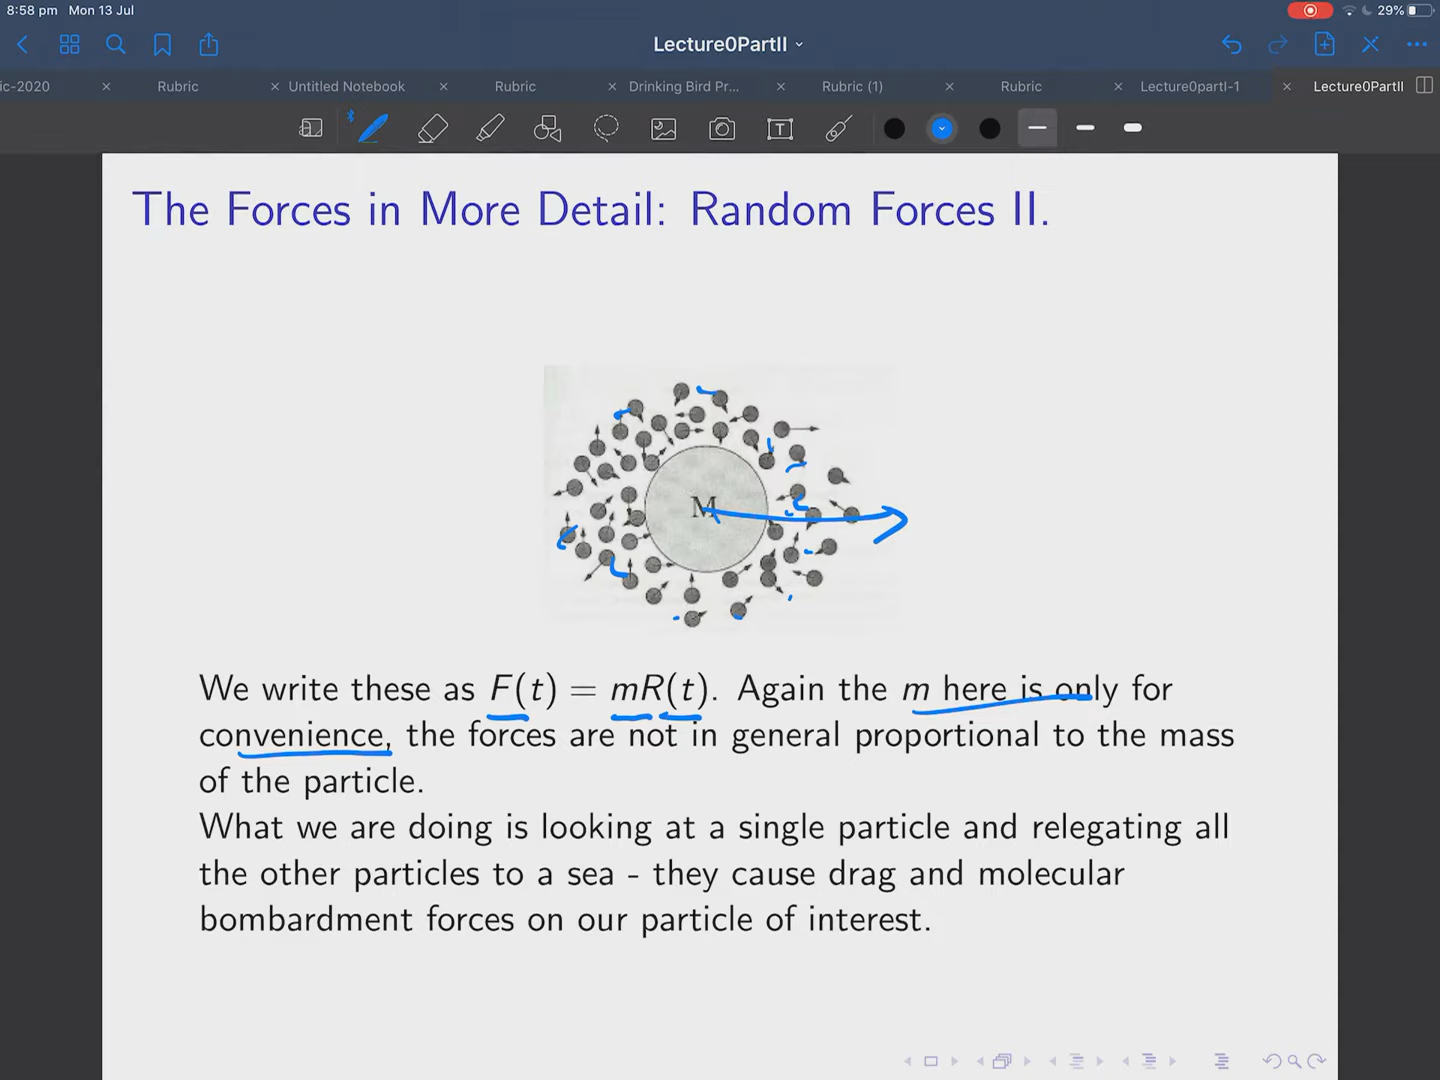 8:58 pm Mon 13 Jul
29%
Lecture0PartII
ic-2020
Rubric
Untitled Notebook
Rubric
Drinking Bird Pr...
Rubric (1)
Rubric
Lecture0partI-1
Lecture0PartII
T
The Forces in More Detail: Random Forces II.
M
We write these as F(t) = mR(t). Again the m here is only for
convenience, the forces are not in general proportional to the mass
of the particle.
What we are doing is looking at a single particle and relegating all
the other particles to a sea - they cause drag and molecular
bombardment forces on our particle of interest.